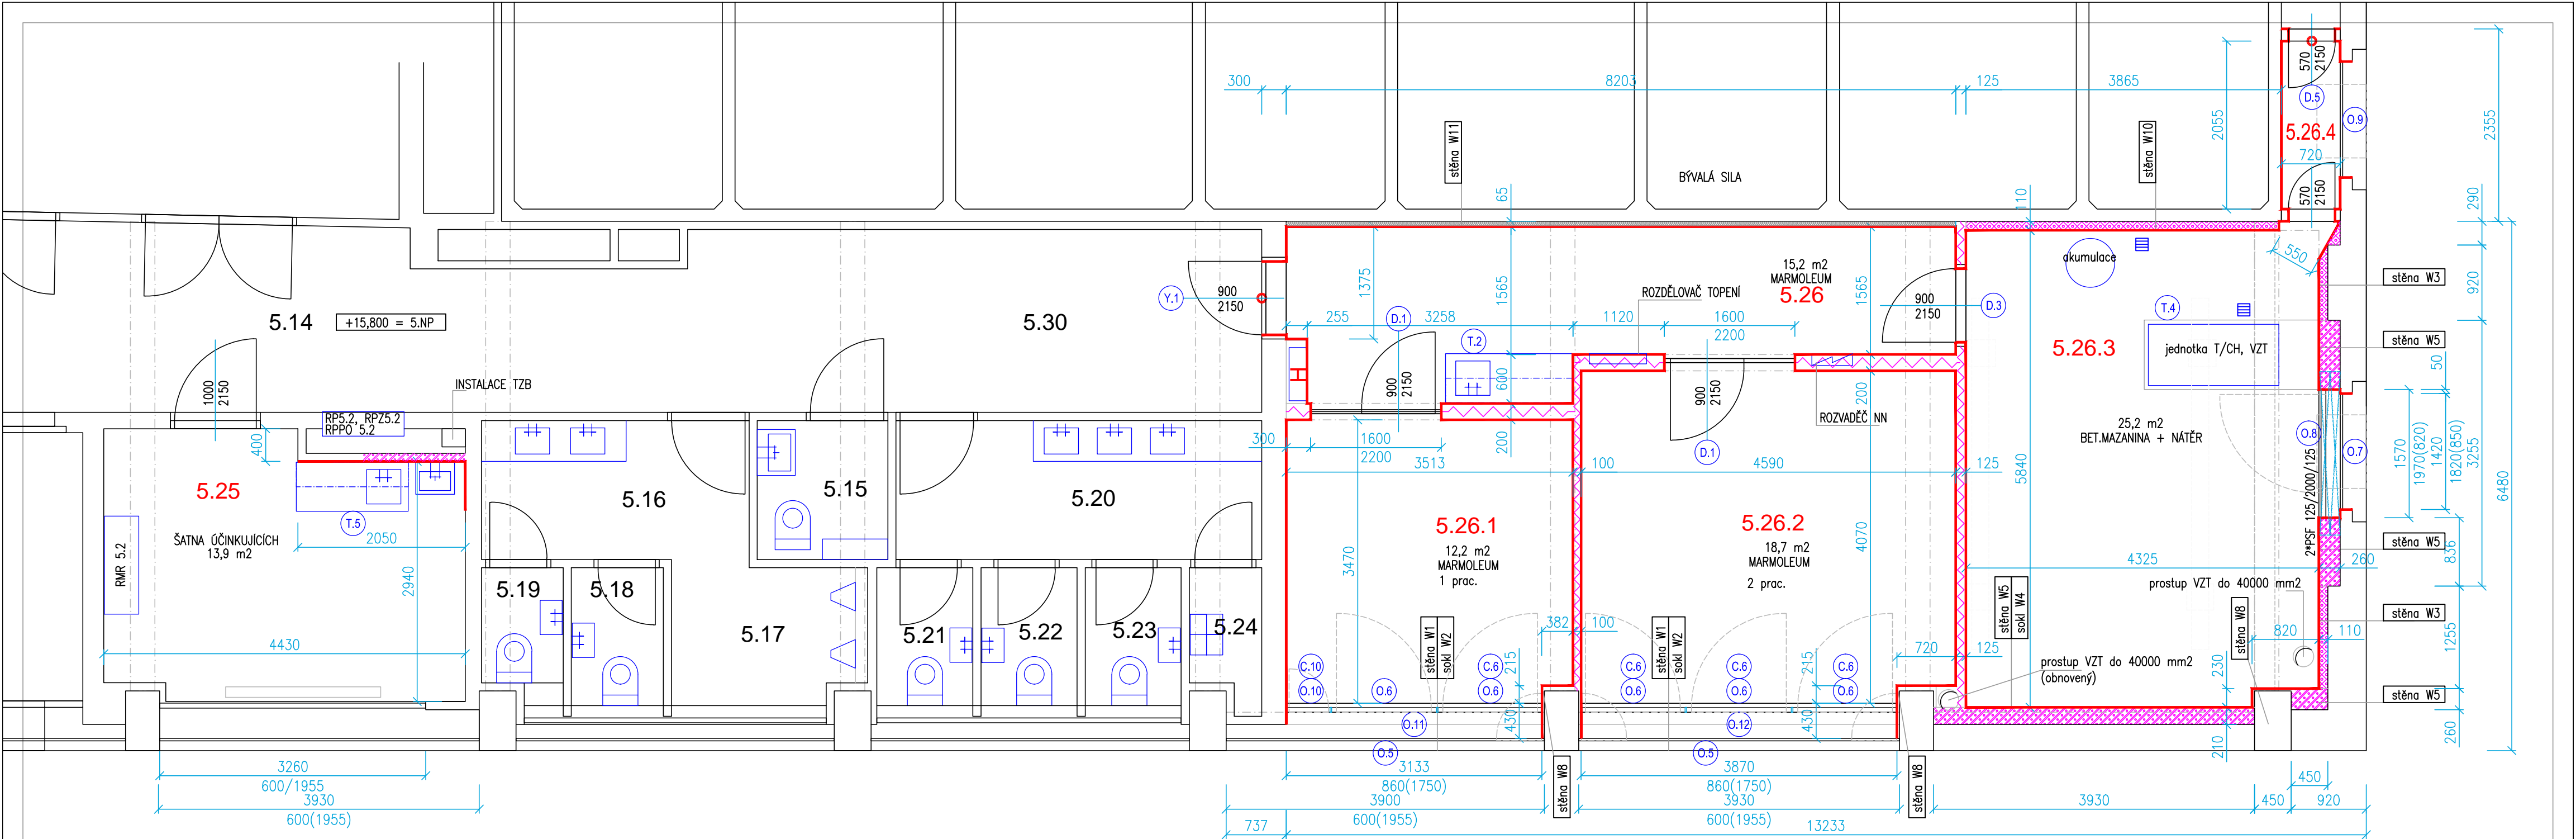 300
8203
125
3865
570
2150
D.5
O.9
2055
2355
5.26.4
720
570
2150
stěna W11
stěna W10
BÝVALÁ SILA
65
110
290
5.14
+15,800 = 5.NP
5.30
Y.1
900
2150
1375
1565
15,2 m2
MARMOLEUM
5.26
ROZDĚLOVAČ TOPENÍ
1565
900
2150
D.3
akumulace
550
stěna W3
920
T.4
255
3258
D.1
1120
1600
2200
T.2
5.26.3
jednotka T/CH, VZT
stěna W5
50
1000
2150
INSTALACE TZB
RP5.2, RPZ5.2
RPPO 5.2
400
H
900
2150
600
900
2150
200
ROZVADĚČ NN
25,2 m2
BET.MAZANINA + NÁTĚR
O.8
O.7
1570
1970(820)
1420
1820(850)
3255
6480
300
1600
2200
200
D.1
3513
100
4590
125
5840
2*PSF 125/2000/125
5.25
T.5
2050
ŠATNA ÚČINKUJÍCÍCH
13,9 m2
RMR 5.2
2940
4430
5.16
5.15
5.20
5.26.1
12,2 m2
MARMOLEUM
1 prac.
3470
5.26.2
18,7 m2
MARMOLEUM
2 prac.
4070
4325
260
stěna W5
836
prostup VZT do 40000 mm2
5.19
5.18
5.17
5.21
5.22
5.23
5.24
stěna W1
sokl W2
382
100
stěna W1
sokl W2
stěna W5
sokl W4
stěna W8
820
110
stěna W3
1255
C.10
C.6
215
C.6
C.6
215
C.6
720
125
prostup VZT do 40000 mm2
(obnovený)
230
O.10
O.6
O.6
O.6
O.6
O.6
stěna W5
O.11
430
O.12
430
210
260
O.5
O.5
3260
600/1955
3930
600(1955)
3133
860(1750)
3900
600(1955)
stěna W8
3870
860(1750)
3930
600(1955)
stěna W8
3930
450
450
920
737
13233